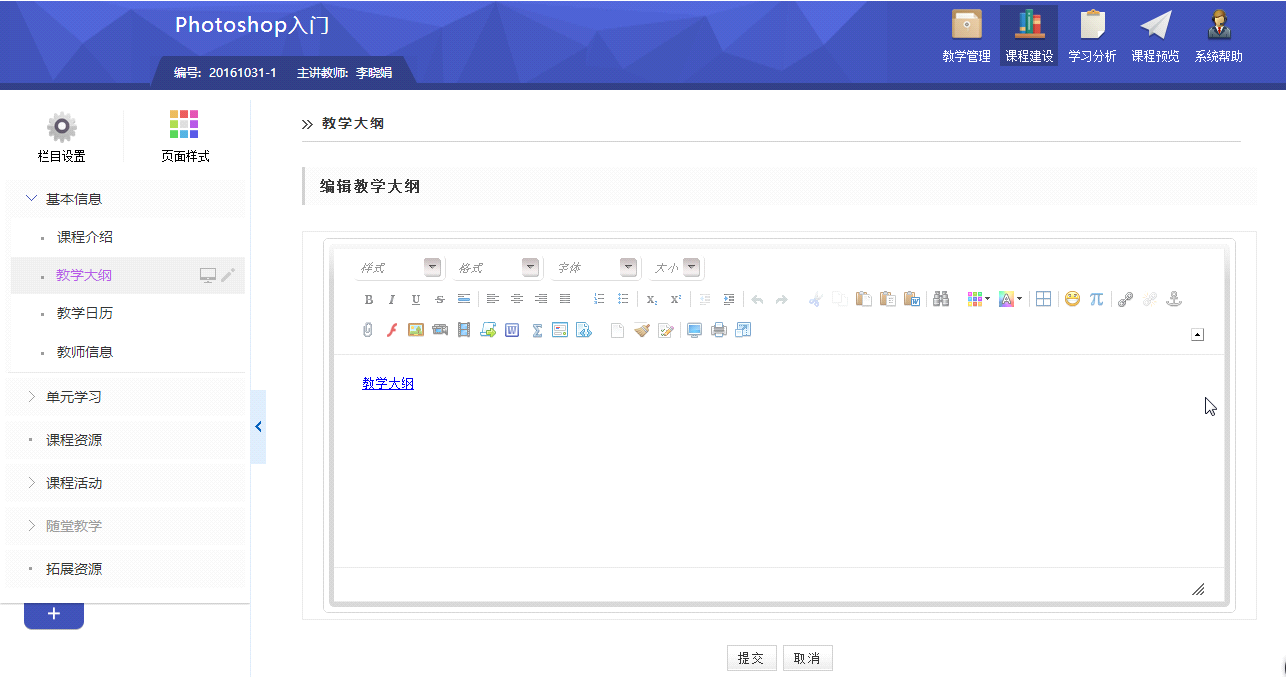 Photoshop入门
编号: 20161031-1 主讲教师: 李晓娟
教学管理 课程建设 学习分析 课程预览 系统帮助
栏目设置 页面样式
基本信息
课程介绍
教学大纲
教学日历
教师信息
单元学习
课程资源
课程活动
随堂教学
拓展资源
+
教学大纲
编辑教学大纲
样式 格式 字体 大小
教学大纲
提交 取消